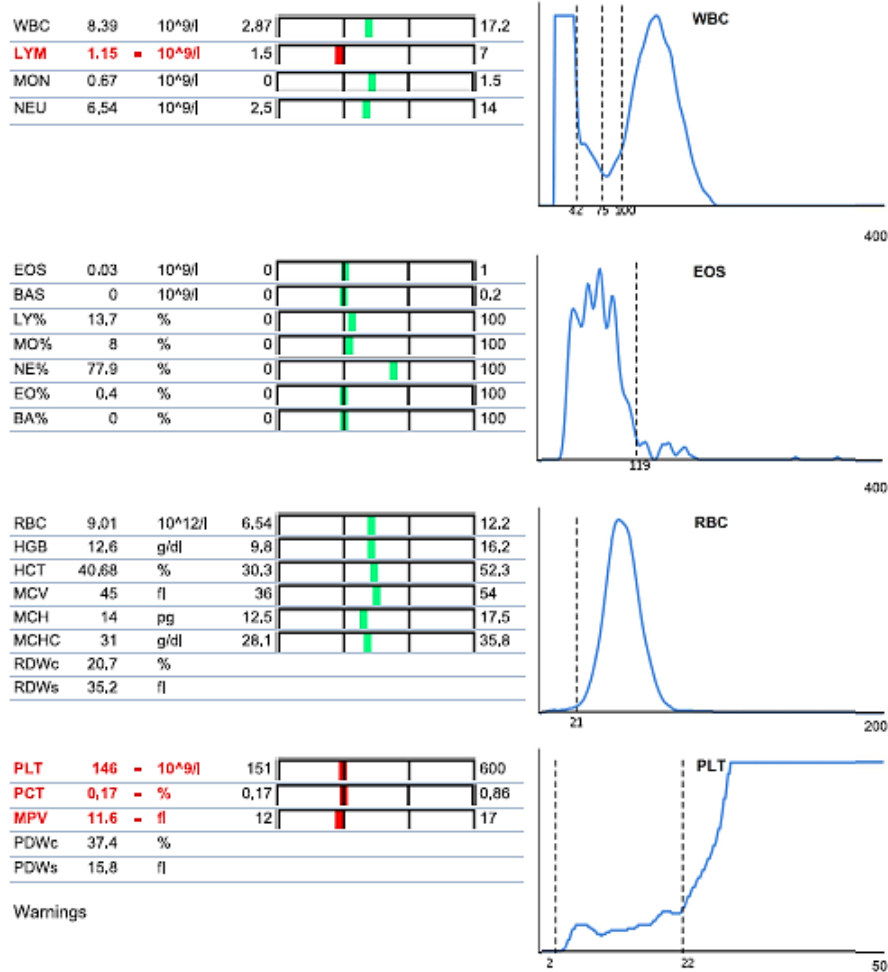 WBC 8.39 10^9/l 2.87 17.2
LYM 1.15 - 10^9/l 1.5 7
MON 0.67 10^9/l 0 1.5
NEU 6,54 10^9/l 2,5 14
WBC
42 75 100
400
EOS 0.03 10^9/l 0 1
BAS 0 10^9/l 0 0.2
LY% 13,7 % 0 100
MO% 8 % 0 100
NE% 77.9 % 0 100
EO% 0,4 % 0 100
BA% 0 % 0 100
EOS
119
400
RBC 9,01 10^12/l 6,54 12,2
HGB 12,6 g/dl 9,8 16,2
HCT 40,68 % 30,3 52,3
MCV 45 fl 36 54
MCH 14 pg 12,5 17,5
MCHC 31 g/dl 28,1 35,8
RDWc 20,7 %
RDWs 35,2 fl
RBC
21
200
PLT 146 - 10^9/l 151 600
PCT 0,17 - % 0,17 0,86
MPV 11.6 - fl 12 17
PDWc 37.4 %
PDWs 15,8 fl
Warnings
PLT
2 22
50